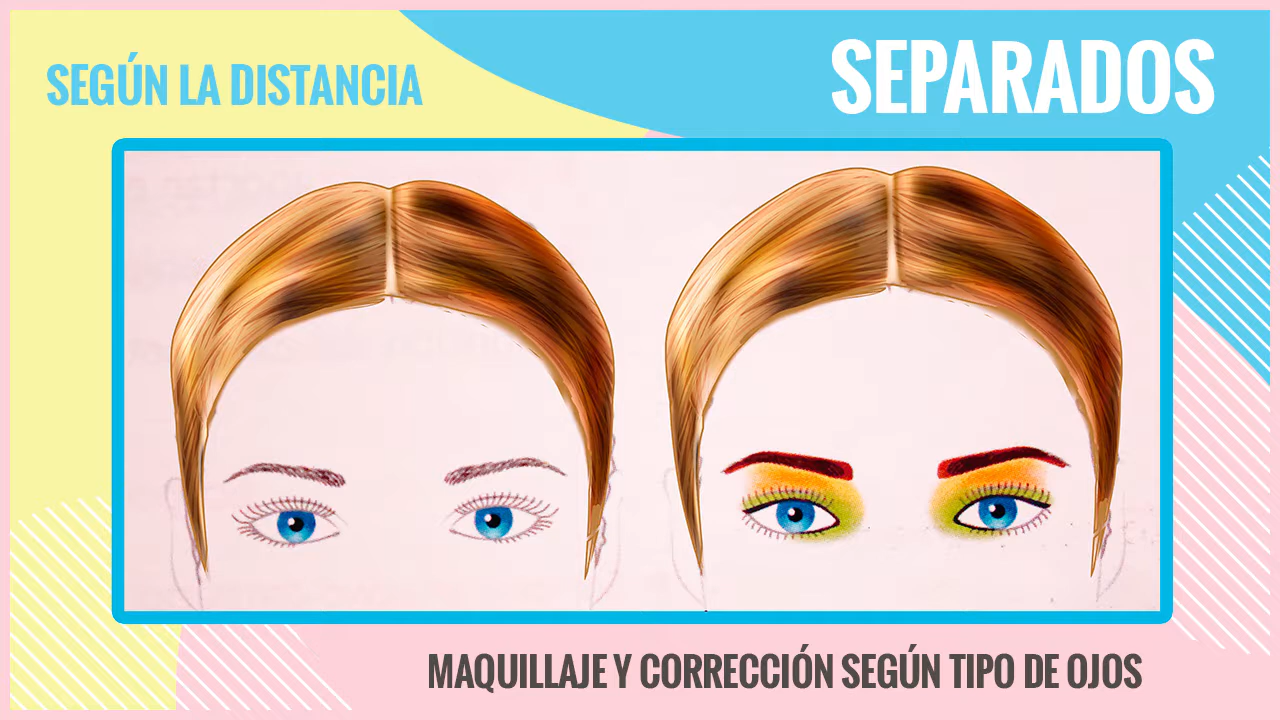 SEGÚN LA DISTANCIA
SEPARADOS
MAQUILLAJE Y CORRECCIÓN SEGÚN TIPO DE OJOS